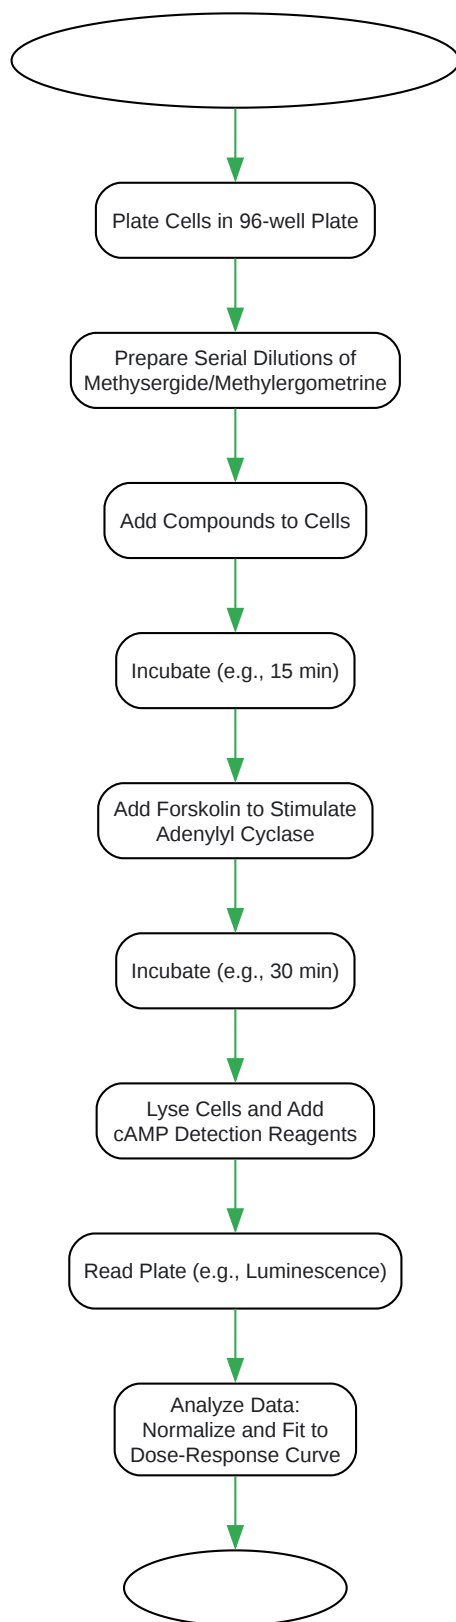 Plate Cells in 96-well Plate
Prepare Serial Dilutions of
Methysergide/Methylergometrine
Add Compounds to Cells
Incubate (e.g., 15 min)
Add Forskolin to Stimulate
Adenylyl Cyclase
Incubate (e.g., 30 min)
Lyse Cells and Add
cAMP Detection Reagents
Read Plate (e.g., Luminescence)
Analyze Data:
Normalize and Fit to
Dose-Response Curve